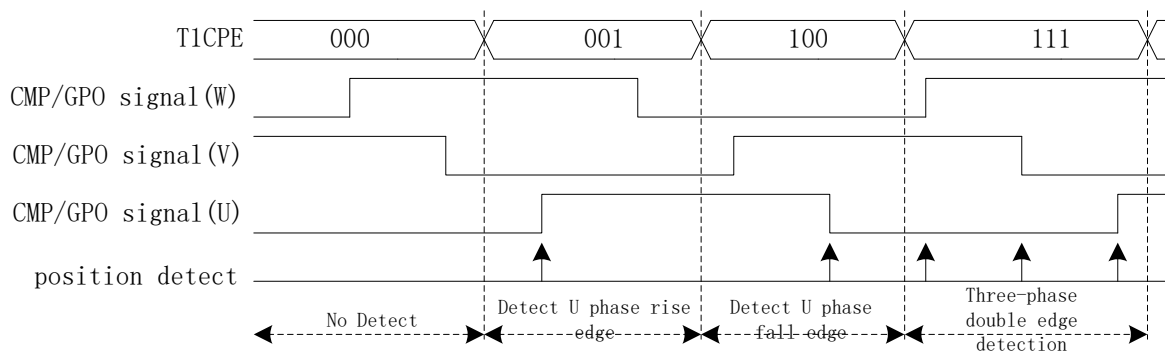 T1CPE 000 001 100 111
CMP/GPO signal(W)
CMP/GPO signal(V)
CMP/GPO signal(U)
position detect
No Detect
Detect U phase rise
edge
Detect U phase
fall edge
Three-phase
double edge
detection